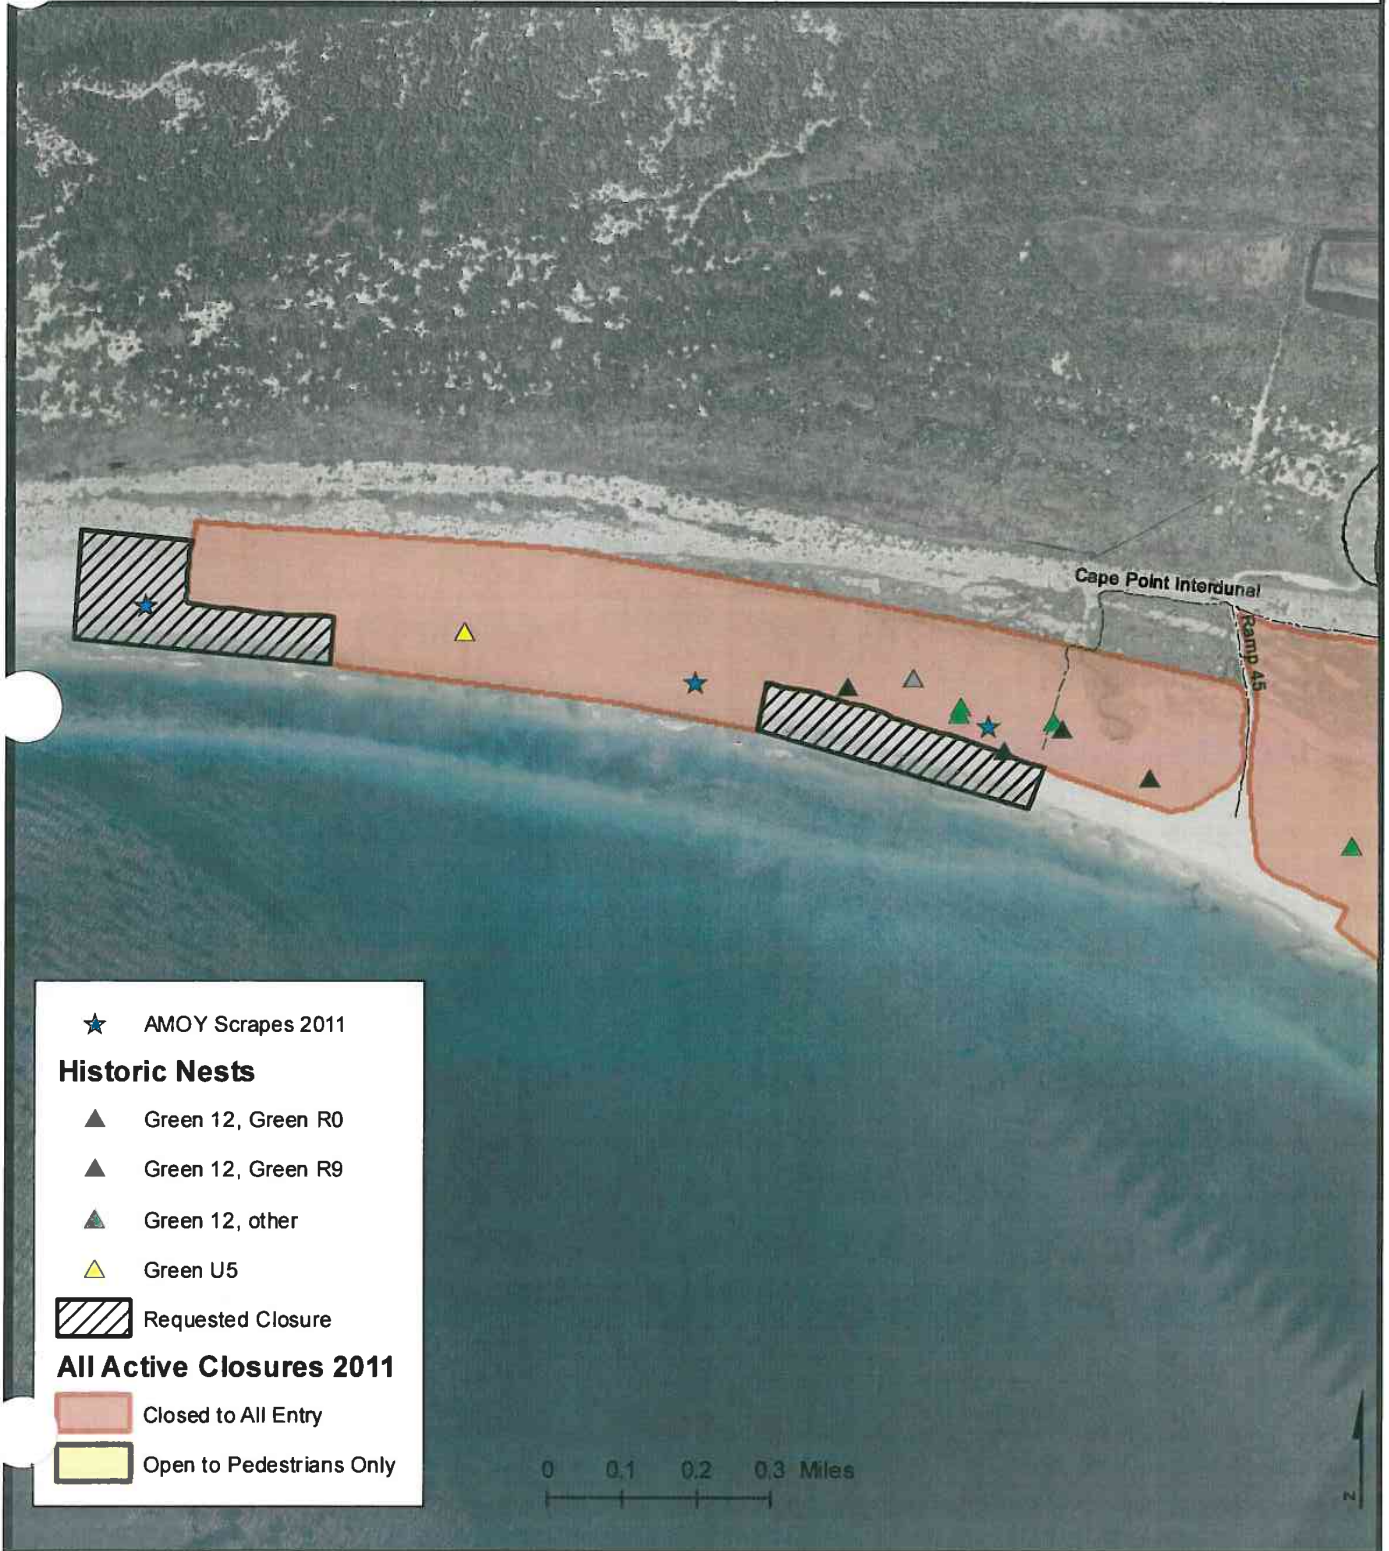 Cape Point Interdunal
Ramp 45
★ AMOY Scrapes 2011
Historic Nests
Green 12, Green R0
Green 12, Green R9
Green 12, other
Green U5
Requested Closure
All Active Closures 2011
Closed to All Entry
Open to Pedestrians Only
0 0.1 0.2 0.3 Miles
N